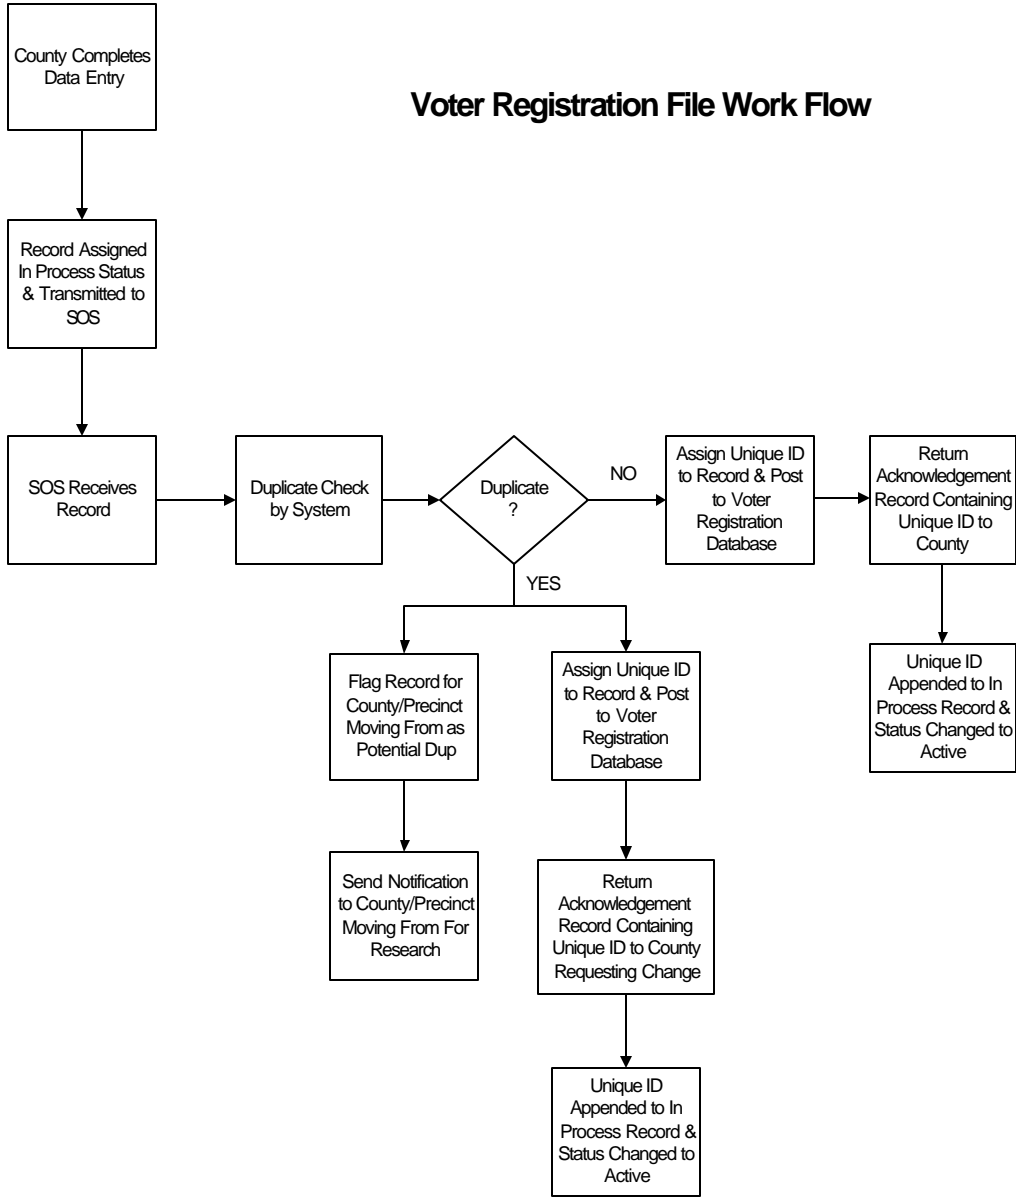 County Completes
Data Entry
Voter Registration File Work Flow
Record Assigned
In Process Status
& Transmitted to
SOS
SOS Receives
Record
Duplicate Check
by System
Duplicate
?
NO
Assign Unique ID
to Record & Post
to Voter
Registration
Database
Return
Acknowledgement
Record Containing
Unique ID to
County
YES
Flag Record for
County/Precinct
Moving From as
Potential Dup
Assign Unique ID
to Record & Post
to Voter
Registration
Database
Unique ID
Appended to In
Process Record &
Status Changed to
Active
Send Notification
to County/Precinct
Moving From For
Research
Return
Acknowledgement
Record Containing
Unique ID to County
Requesting Change
Unique ID
Appended to In
Process Record &
Status Changed to
Active